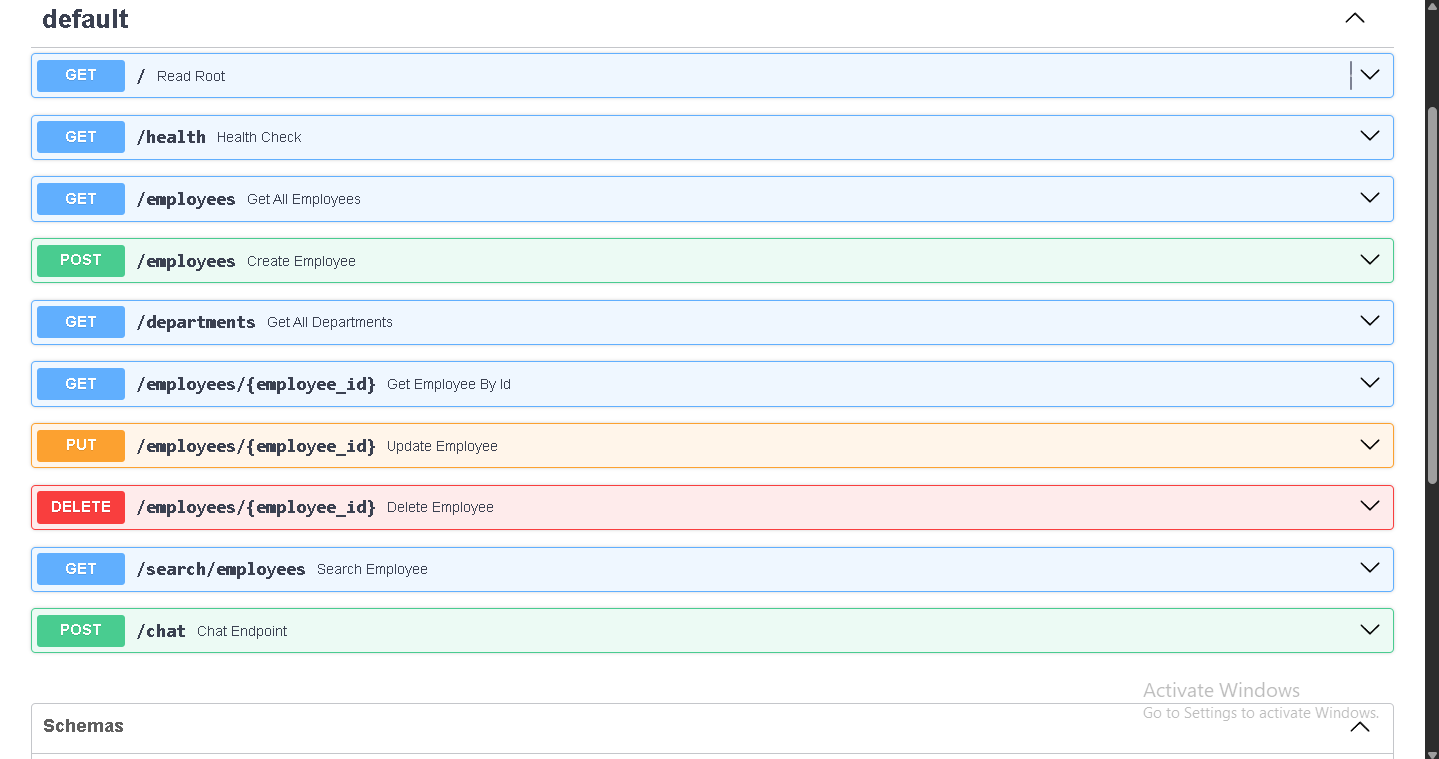 default
GET / Read Root
GET /health Health Check
GET /employees Get All Employees
POST /employees Create Employee
GET /departments Get All Departments
GET /employees/{employee_id} Get Employee By Id
PUT /employees/{employee_id} Update Employee
DELETE /employees/{employee_id} Delete Employee
GET /search/employees Search Employee
POST /chat Chat Endpoint
Activate Windows
Go to Settings to activate Windows.
Schemas